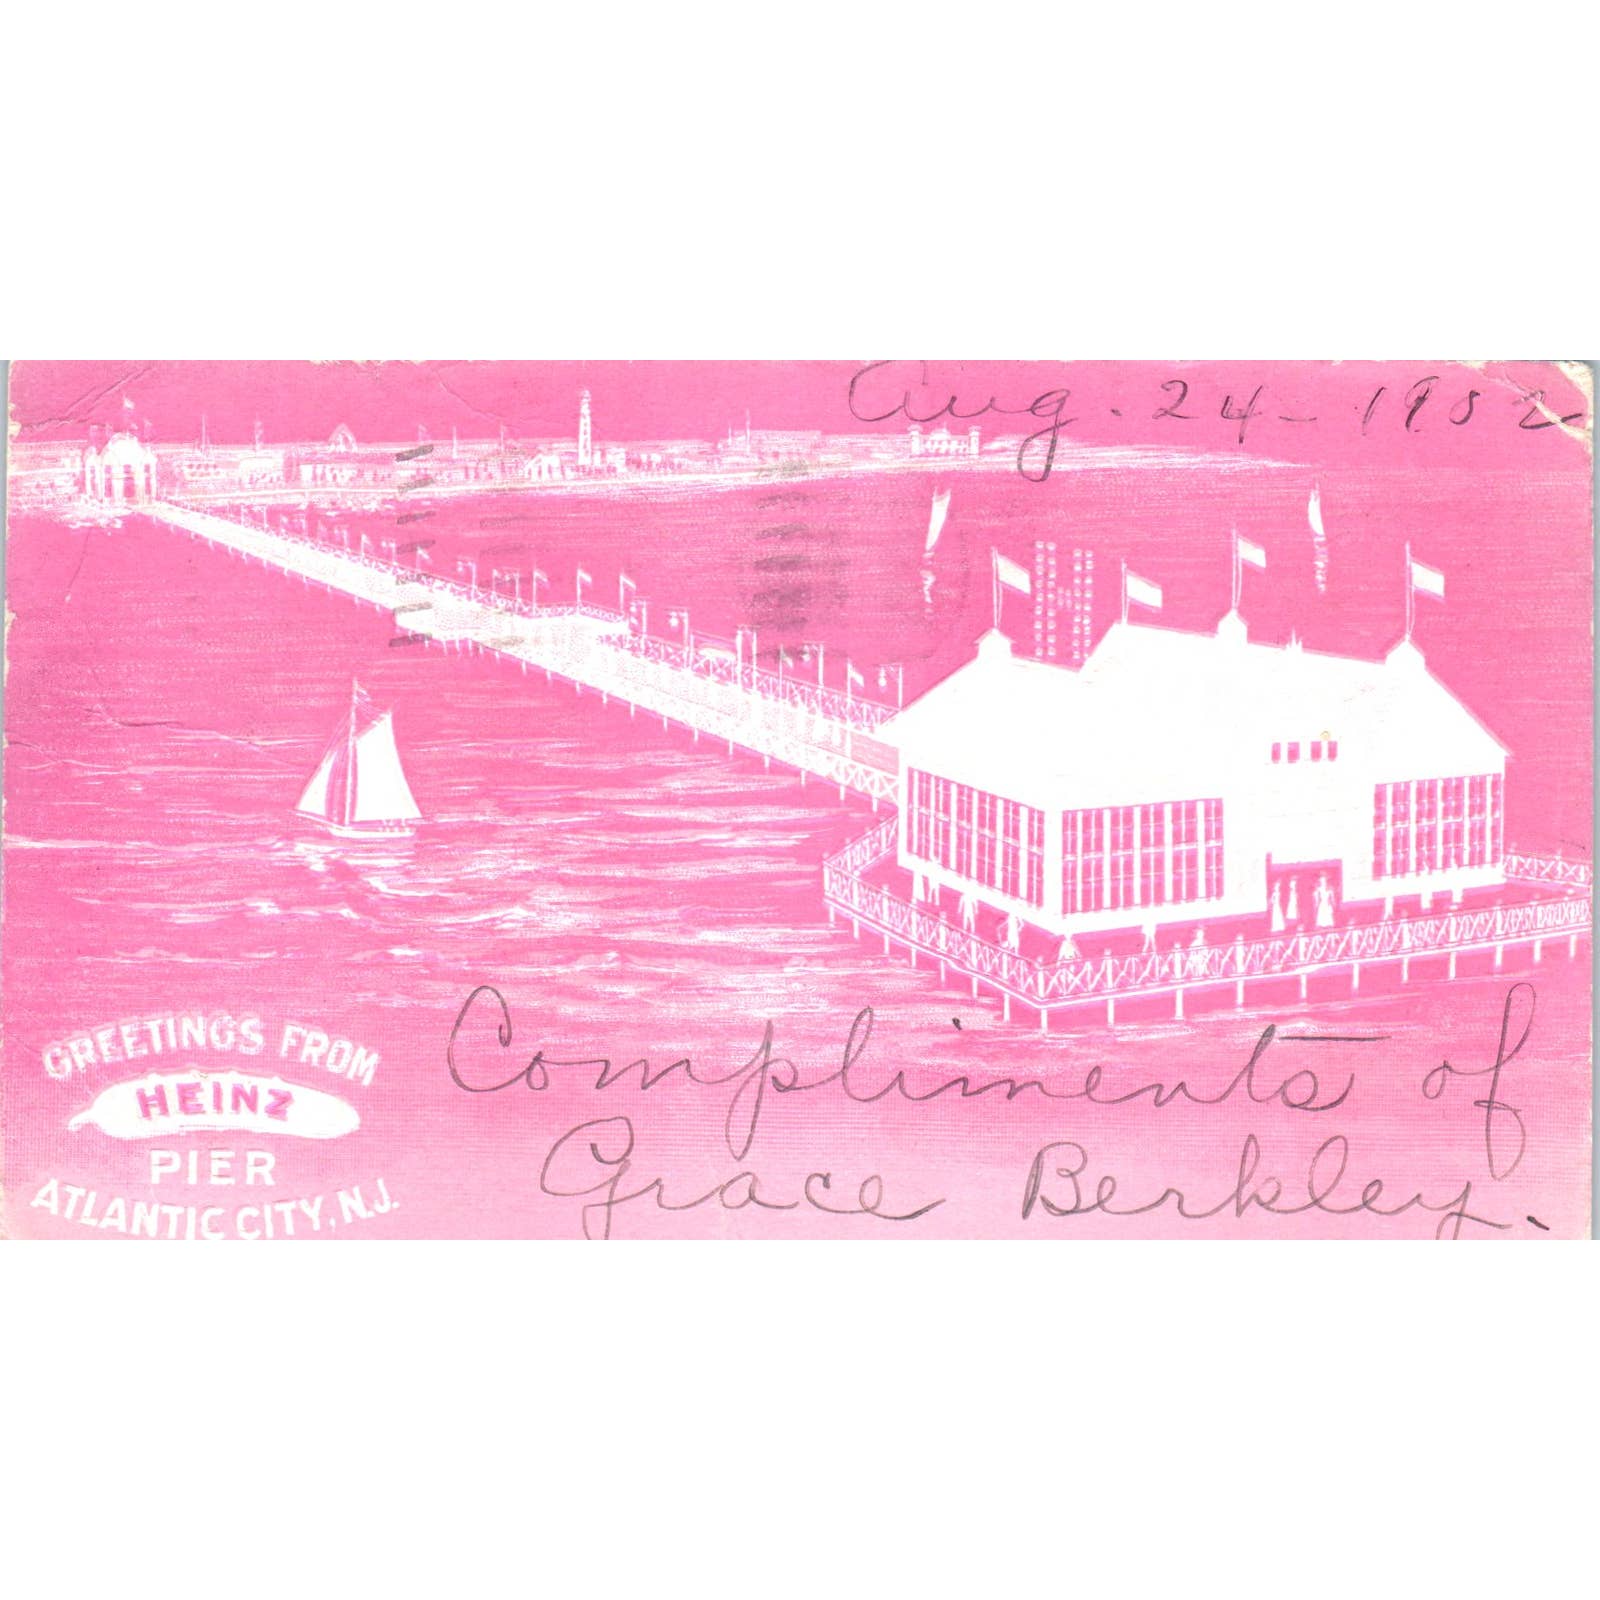 Aug. 24 - 1902
GREETINGS FROM
HEINZ
PIER
ATLANTIC CITY, N.J.
Compliments of
Grace Berkley.